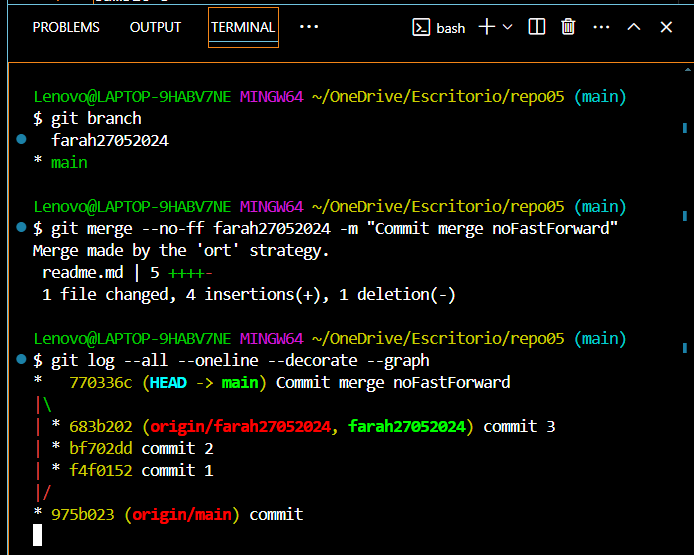 PROBLEMS OUTPUT TERMINAL ··· bash
Lenovo@LAPTOP-9HABV7NE MINGW64 ~/OneDrive/Escritorio/repo05 (main)
$ git branch
  farah27052024
* main
Lenovo@LAPTOP-9HABV7NE MINGW64 ~/OneDrive/Escritorio/repo05 (main)
$ git merge --no-ff farah27052024 -m "Commit merge noFastForward"
Merge made by the 'ort' strategy.
 readme.md | 5 ++++-
 1 file changed, 4 insertions(+), 1 deletion(-)
Lenovo@LAPTOP-9HABV7NE MINGW64 ~/OneDrive/Escritorio/repo05 (main)
$ git log --all --oneline --decorate --graph
*   770336c (HEAD -> main) Commit merge noFastForward
|\
| * 683b202 (origin/farah27052024, farah27052024) commit 3
| * bf702dd commit 2
| * f4f0152 commit 1
|/
* 975b023 (origin/main) commit